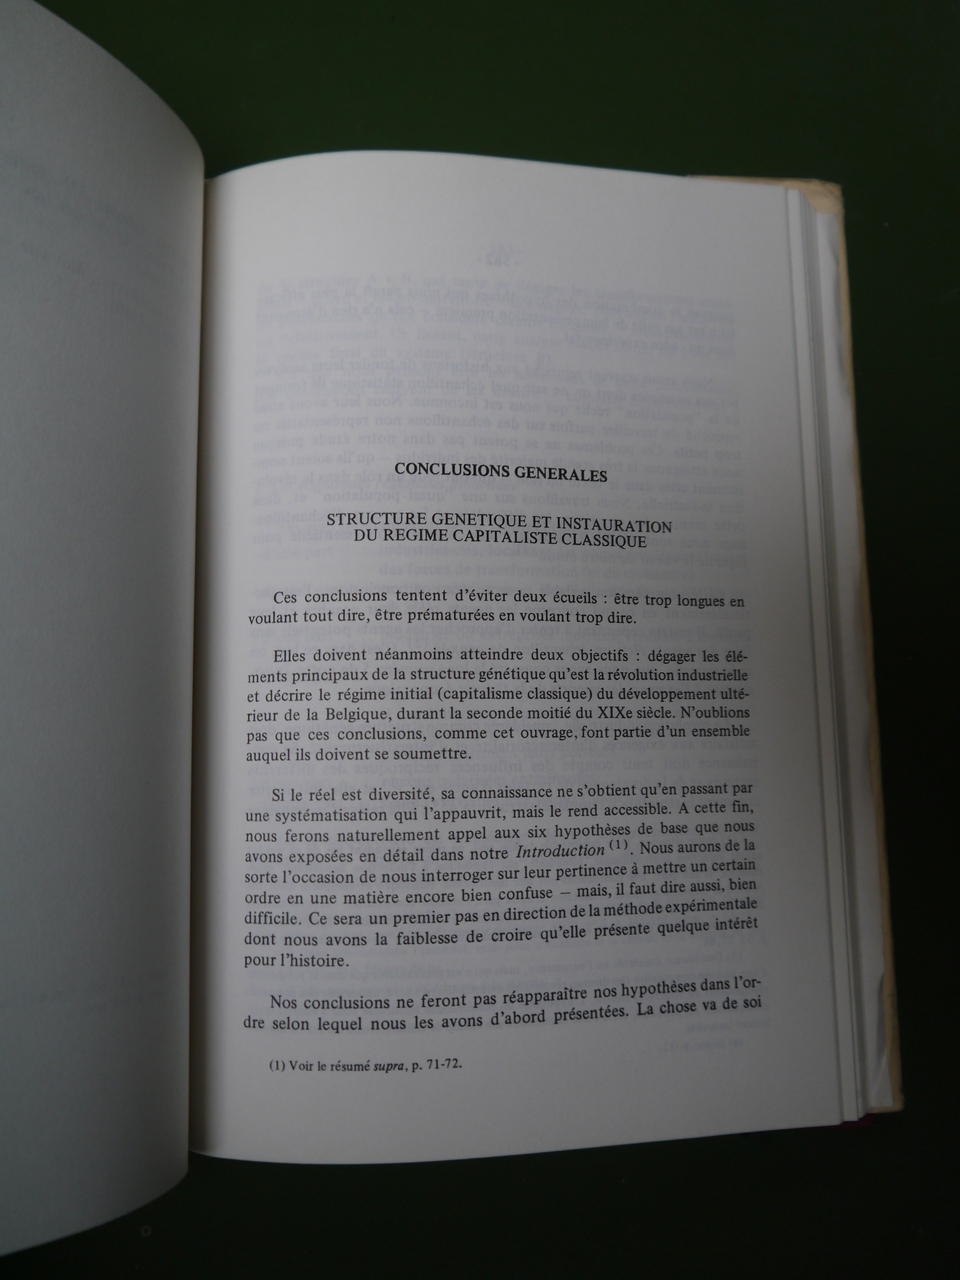 CONCLUSIONS GENERALES
STRUCTURE GENETIQUE ET INSTAURATION
DU REGIME CAPITALISTE CLASSIQUE
Ces conclusions tentent d'éviter deux écueils : être trop longues en
voulant tout dire, être prématurées en voulant trop dire.
Elles doivent néanmoins atteindre deux objectifs : dégager les élé-
ments principaux de la structure génétique qu'est la révolution industrielle
et décrire le régime initial (capitalisme classique) du développement ulté-
rieur de la Belgique, durant la seconde moitié du XIXe siècle. N'oublions
pas que ces conclusions, comme cet ouvrage, font partie d'un ensemble
auquel ils doivent se soumettre.
Si le réel est diversité, sa connaissance ne s'obtient qu'en passant par
une systématisation qui l'appauvrit, mais le rend accessible. A cette fin,
nous ferons naturellement appel aux six hypothèses de base que nous
avons exposées en détail dans notre Introduction (1). Nous aurons de la
sorte l'occasion de nous interroger sur leur pertinence à mettre un certain
ordre en une matière encore bien confuse – mais, il faut dire aussi, bien
difficile. Ce sera un premier pas en direction de la méthode expérimentale
dont nous avons la faiblesse de croire qu'elle présente quelque intérêt
pour l'histoire.
Nos conclusions ne feront pas réapparaître nos hypothèses dans l'or-
dre selon lequel nous les avons d'abord présentées. La chose va de soi
(1) Voir le résumé supra, p. 71-72.